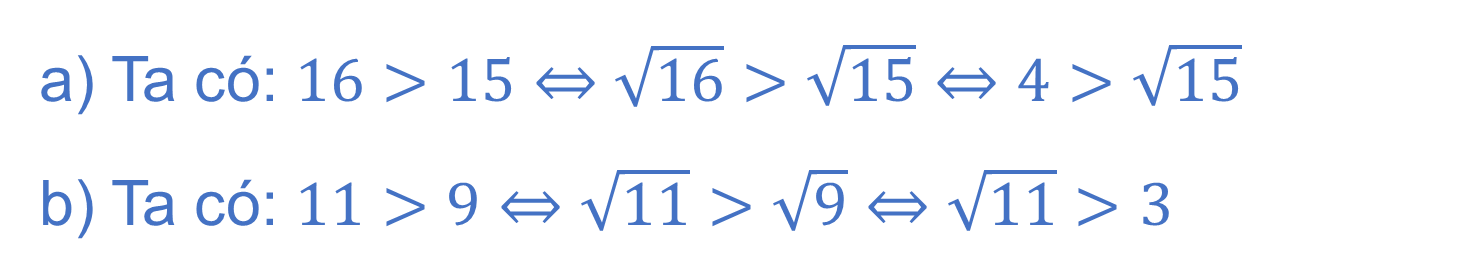 a) Ta có: 16 > 15 ⇔ √16 > √15 ⇔ 4 > √15
b) Ta có: 11 > 9 ⇔ √11 > √9 ⇔ √11 > 3